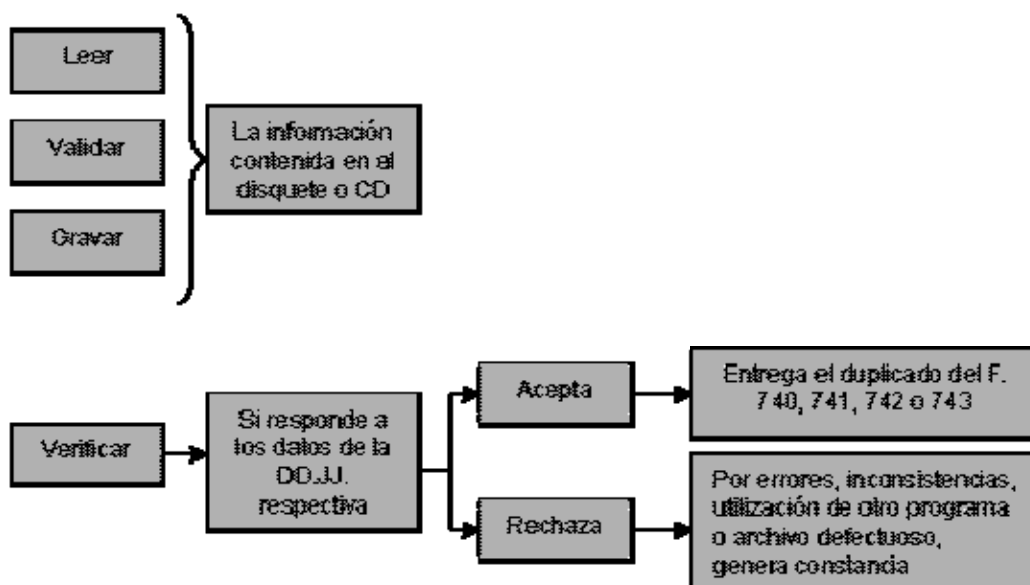 Leer
Validar
Gravar
La información
contenida en el
disquete o CD
Verificar
Si responde a
los datos de la
DD.JJ.
respectiva
Acepta
Entrega el duplicado del F.
740, 741, 742 o 743
Rechaza
Por errores, inconsistencias,
utilización de otro programa
o archivo defectuoso,
genera constancia